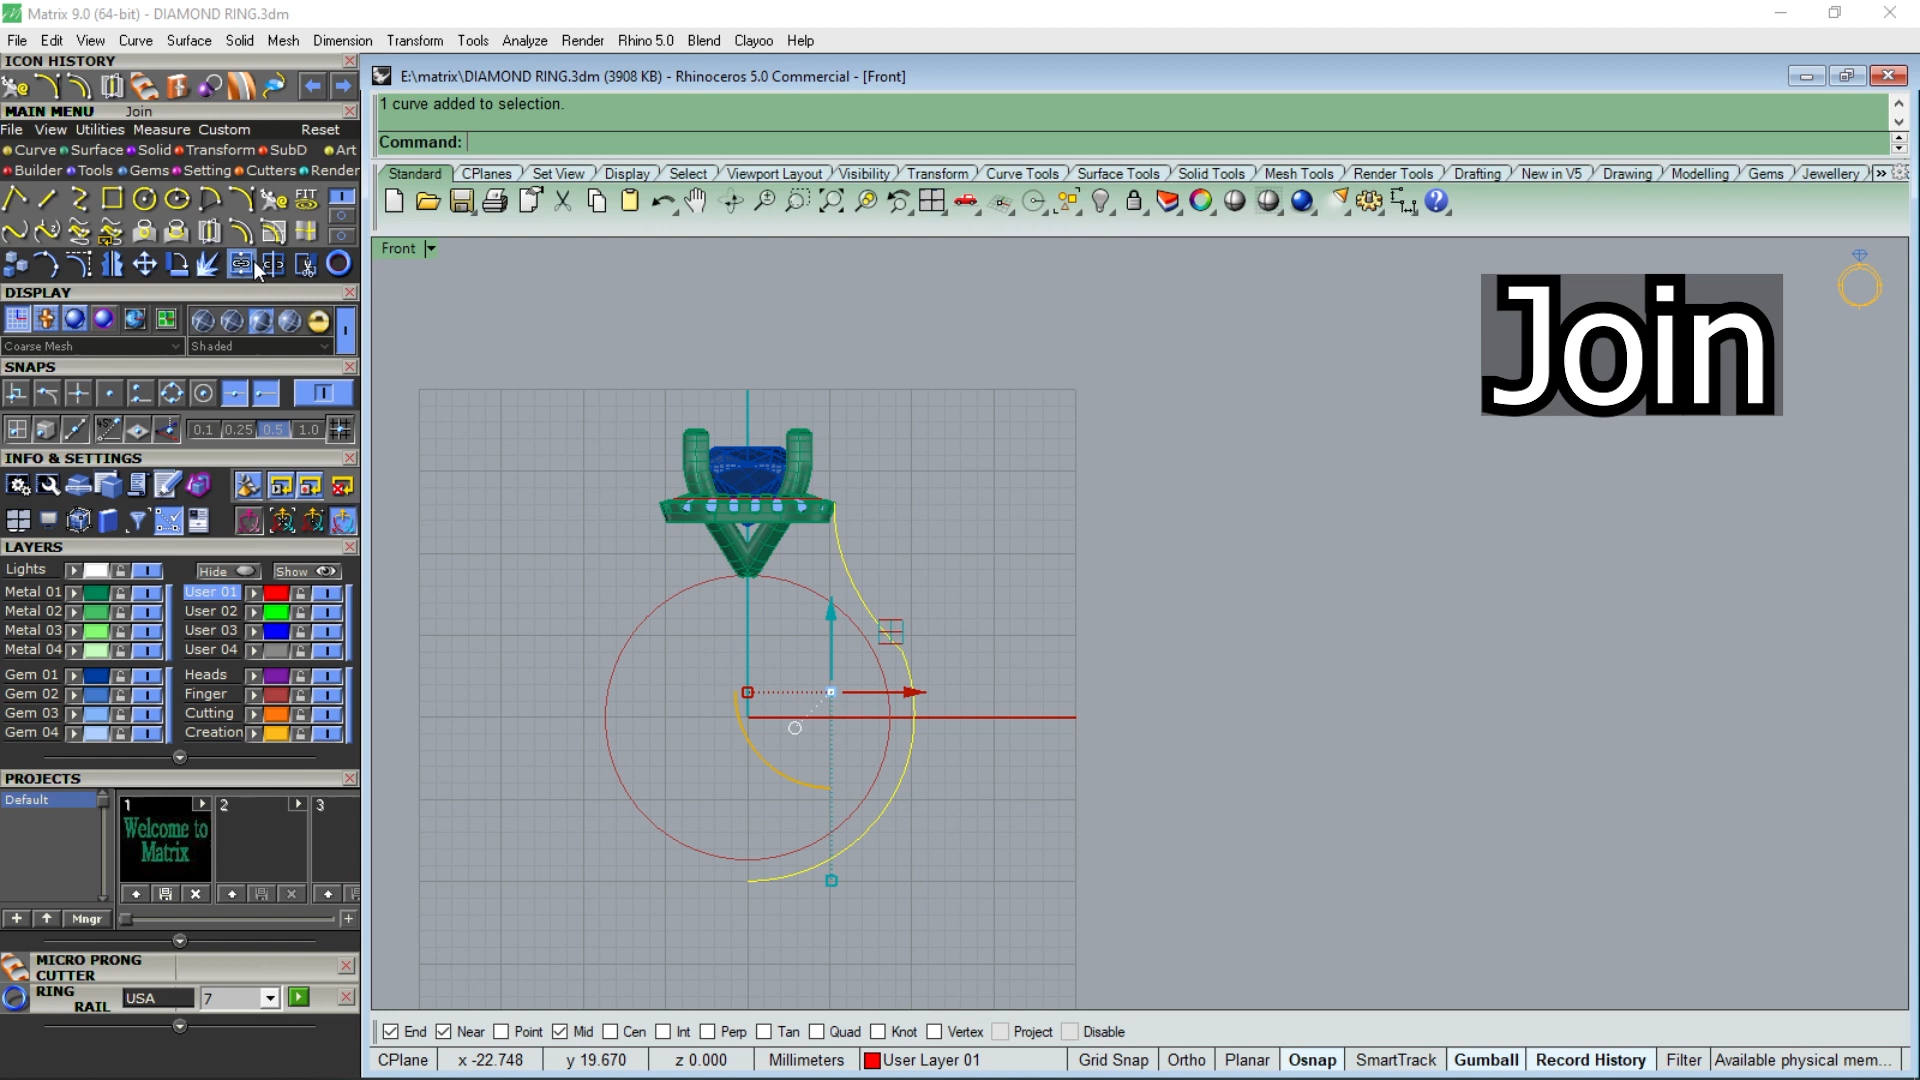 Matrix 9.0 (64-bit) - DIAMOND RING.3dm
File Edit View Curve Surface Solid Mesh Dimension Transform Tools Analyze Render Rhino 5.0 Blend Clayoo Help
ICON HISTORY
MAIN MENU Join
File View Utilities Measure Custom Reset
Curve Surface Solid Transform SubD Art
Builder Tools Gems Setting Cutters Render
FIT
DISPLAY
Coarse Mesh Shaded
SNAPS
45°
0.1 0.25 0.5 1.0
INFO & SETTINGS
LAYERS
Lights Hide Show
Metal 01 User 01
Metal 02 User 02
Metal 03 User 03
Metal 04 User 04
Gem 01 Heads
Gem 02 Finger
Gem 03 Cutting
Gem 04 Creation
PROJECTS
Default
1 2 3
Welcome to
Matrix
Mngr
MICRO PRONG
CUTTER
RING
RAIL USA 7
E:\matrix\DIAMOND RING.3dm (3908 KB) - Rhinoceros 5.0 Commercial - [Front]
1 curve added to selection.
Command:
Standard CPlanes Set View Display Select Viewport Layout Visibility Transform Curve Tools Surface Tools Solid Tools Mesh Tools Render Tools Drafting New in V5 Drawing Modelling Gems Jewellery
Front
Join
End Near Point Mid Cen Int Perp Tan Quad Knot Vertex Project Disable
CPlane x -22.748 y 19.670 z 0.000 Millimeters User Layer 01 Grid Snap Ortho Planar Osnap SmartTrack Gumball Record History Filter Available physical mem...